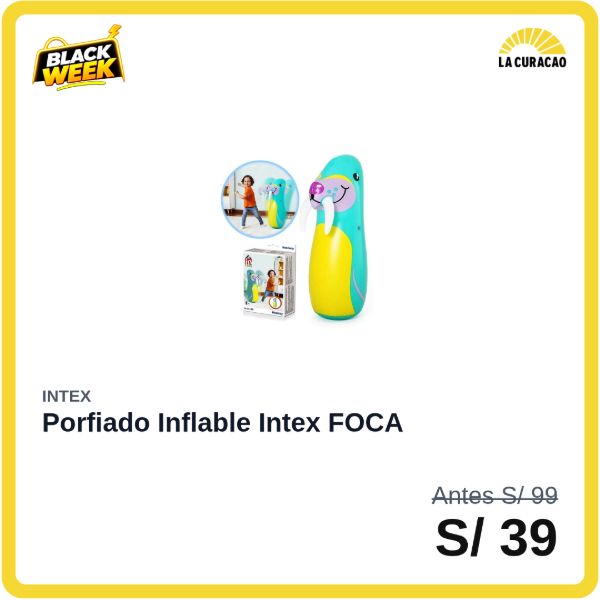 BLACK
WEEK
LA CURACAO
INTEX
Porfiado Inflable Intex FOCA
Antes S/ 99
S/ 39